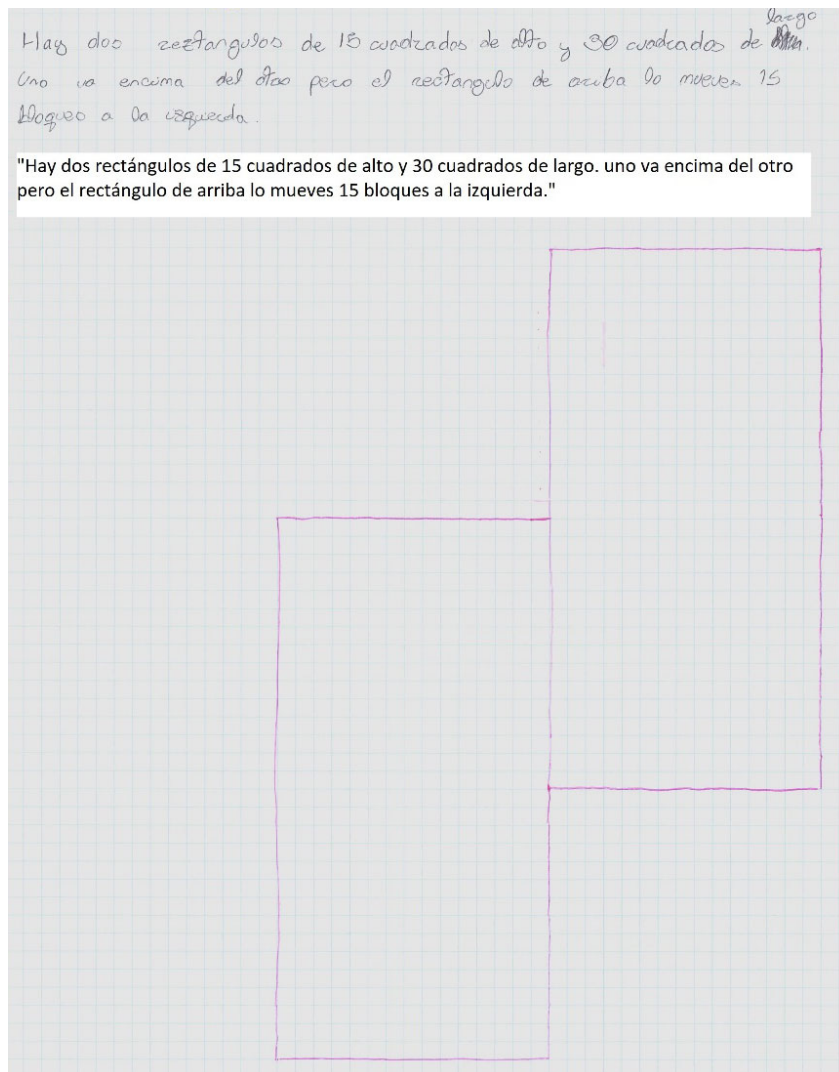 largo
Hay dos rectangulos de 15 cuadrados de alto y 30 cuadrados de
Uno va encima del otro pero el rectangulo de ariba lo mueves 15
bloques a la izquierda.
"Hay dos rectángulos de 15 cuadrados de alto y 30 cuadrados de largo. uno va encima del otro
pero el rectángulo de arriba lo mueves 15 bloques a la izquierda."